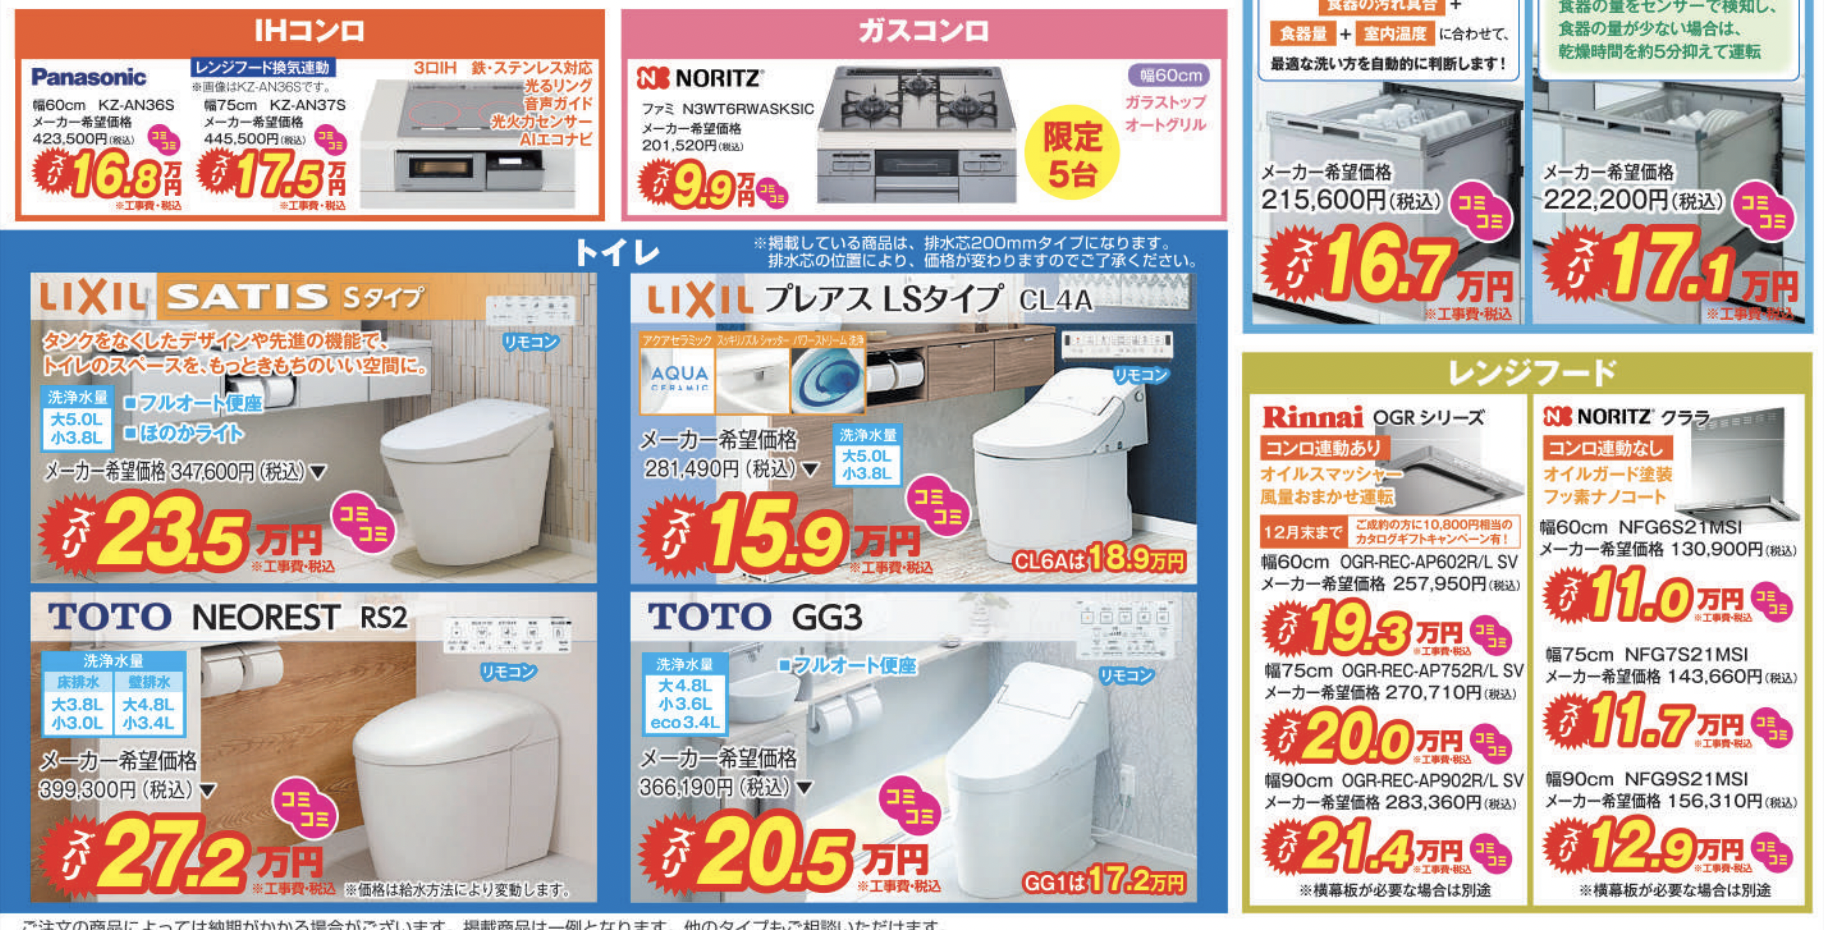 IHコンロ
Panasonic
レンジフード換気連動
※画像はKZ-AN36Sです。
幅60cm KZ-AN36S
メーカー希望価格
423,500円(税込)
コミコミ
ズバリ16.8万円
※工事費・税込
幅75cm KZ-AN37S
メーカー希望価格
445,500円(税込)
コミコミ
ズバリ17.5万円
※工事費・税込
3口IH 鉄・ステンレス対応
光るリング
音声ガイド
光火力センサー
AIエコナビ
ガスコンロ
NORITZ
ファミ N3WT6RWASKSIC
メーカー希望価格
201,520円(税込)
ズバリ9.9万円
コミコミ
限定
5台
幅60cm
ガラストップ
オートグリル
食器の汚れ具合 +
食器量 + 室内温度 に合わせて、
最適な洗い方を自動的に判断します!
メーカー希望価格
215,600円(税込)
コミコミ
ズバリ16.7万円
※工事費・税込
食器の量をセンサーで検知し、
食器の量が少ない場合は、
乾燥時間を約5分抑えて運転
メーカー希望価格
222,200円(税込)
コミコミ
ズバリ17.1万円
※工事費・税込
トイレ
※掲載している商品は、排水芯200mmタイプになります。
排水芯の位置により、価格が変わりますのでご了承ください。
LIXIL SATIS Sタイプ
タンクをなくしたデザインや先進の機能で、
トイレのスペースを、もっときもちのいい空間に。
リモコン
洗浄水量
大5.0L
小3.8L
■フルオート便座
■ほのかライト
メーカー希望価格 347,600円(税込)▼
コミコミ
ズバリ23.5万円
※工事費・税込
LIXIL プレアス LSタイプ CL4A
アクアセラミック スッキリノズルシャッター パワーストリーム洗浄
AQUA
CERAMIC
リモコン
メーカー希望価格
281,490円(税込)▼
洗浄水量
大5.0L
小3.8L
コミコミ
ズバリ15.9万円
※工事費・税込
CL6Aは18.9万円
TOTO NEOREST RS2
リモコン
洗浄水量
床排水 壁排水
大3.8L 大4.8L
小3.0L 小3.4L
メーカー希望価格
399,300円(税込)▼
コミコミ
ズバリ27.2万円
※工事費・税込
※価格は給水方法により変動します。
TOTO GG3
リモコン
洗浄水量
大4.8L
小3.6L
eco3.4L
■フルオート便座
メーカー希望価格
366,190円(税込)▼
コミコミ
ズバリ20.5万円
※工事費・税込
GG1は17.2万円
レンジフード
Rinnai OGRシリーズ
コンロ連動あり
オイルスマッシャー
風量おまかせ運転
12月末まで
ご成約の方に10,800円相当の
カタログギフトキャンペーン有!
幅60cm OGR-REC-AP602R/L SV
メーカー希望価格 257,950円(税込)
ズバリ19.3万円
コミコミ
※工事費・税込
幅75cm OGR-REC-AP752R/L SV
メーカー希望価格 270,710円(税込)
ズバリ20.0万円
コミコミ
※工事費・税込
幅90cm OGR-REC-AP902R/L SV
メーカー希望価格 283,360円(税込)
ズバリ21.4万円
コミコミ
※工事費・税込
※横幕板が必要な場合は別途
NORITZ クララ
コンロ連動なし
オイルガード塗装
フッ素ナノコート
幅60cm NFG6S21MSI
メーカー希望価格 130,900円(税込)
ズバリ11.0万円
コミコミ
※工事費・税込
幅75cm NFG7S21MSI
メーカー希望価格 143,660円(税込)
ズバリ11.7万円
コミコミ
※工事費・税込
幅90cm NFG9S21MSI
メーカー希望価格 156,310円(税込)
ズバリ12.9万円
コミコミ
※工事費・税込
※横幕板が必要な場合は別途
ご注文の商品によっては納期がかかる場合がございます。掲載商品は一例となります。他のタイプもご相談いただけます。